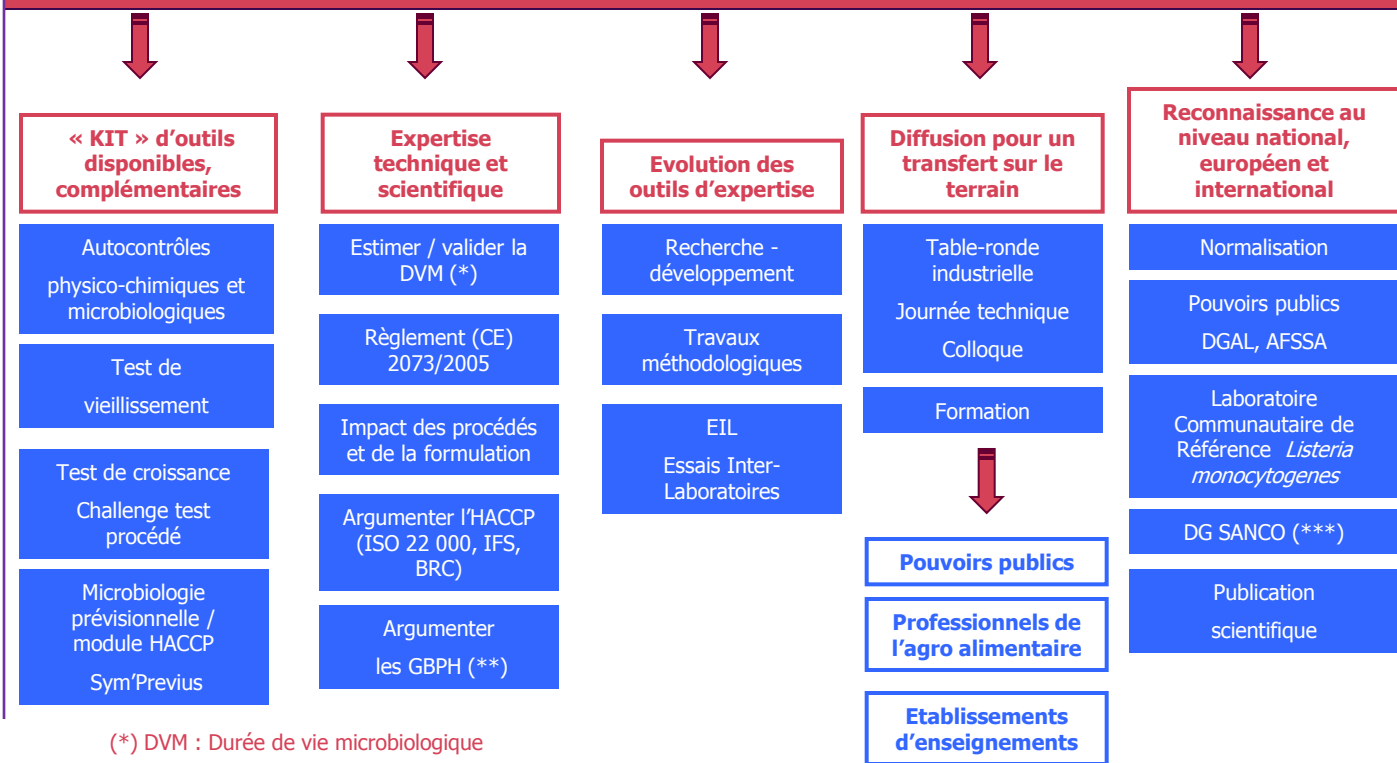 « KIT » d’outils
disponibles,
complémentaires
Autocontrôles
physico-chimiques et
microbiologiques
Test de
vieillissement
Test de croissance
Challenge test
procédé
Microbiologie
prévisionnelle /
module HACCP
Sym’Previus
Expertise
technique et
scientifique
Estimer / valider la
DVM (*)
Règlement (CE)
2073/2005
Impact des procédés
et de la formulation
Argumenter l’HACCP
(ISO 22 000, IFS,
BRC)
Argumenter
les GBPH (**)
Evolution des
outils d’expertise
Recherche -
développement
Travaux
méthodologiques
EIL
Essais Inter-
Laboratoires
Diffusion pour un
transfert sur le
terrain
Table-ronde
industrielle
Journée technique
Colloque
Formation
Pouvoirs publics
Professionnels de
l’agro alimentaire
Etablissements
d’enseignements
Reconnaissance au
niveau national,
européen et
international
Normalisation
Pouvoirs publics
DGAL, AFSSA
Laboratoire
Communautaire de
Référence Listeria
monocytogenes
DG SANCO (***)
Publication
scientifique
(*) DVM : Durée de vie microbiologique